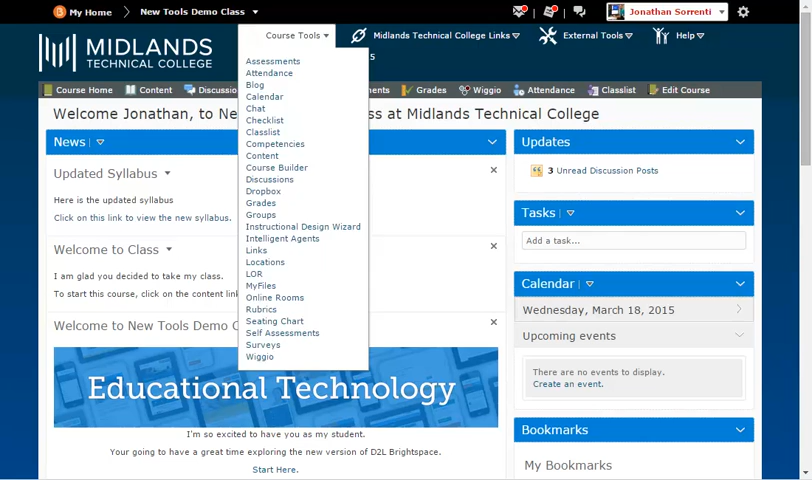 My Home
New Tools Demo Class
Jonathan Sorrenti
MIDLANDS
TECHNICAL COLLEGE
Course Tools
Midlands Technical College Links
External Tools
Help
5
Course Home
Content
Discussio
ments
Grades
Wiggio
Attendance
Classlist
Edit Course
Assessments
Attendance
Blog
Calendar
Chat
Checklist
Classlist
Competencies
Content
Course Builder
Discussions
Dropbox
Grades
Groups
Instructional Design Wizard
Intelligent Agents
Links
Locations
LOR
MyFiles
Online Rooms
Rubrics
Seating Chart
Self Assessments
Surveys
Wiggio
Welcome Jonathan, to Ne
ss at Midlands Technical College
News
Updated Syllabus
Here is the updated syllabus
Click on this link to view the new syllabus.
Welcome to Class
I am glad you decided to take my class.
To start this course, click on the content link
Welcome to New Tools Demo C
Educational Technology
I'm so excited to have you as my student.
Your going to have a great time exploring the new version of D2L Brightspace.
Start Here.
Updates
3 Unread Discussion Posts
Tasks
Add a task...
Calendar
Wednesday, March 18, 2015
Upcoming events
There are no events to display.
Create an event.
Bookmarks
My Bookmarks